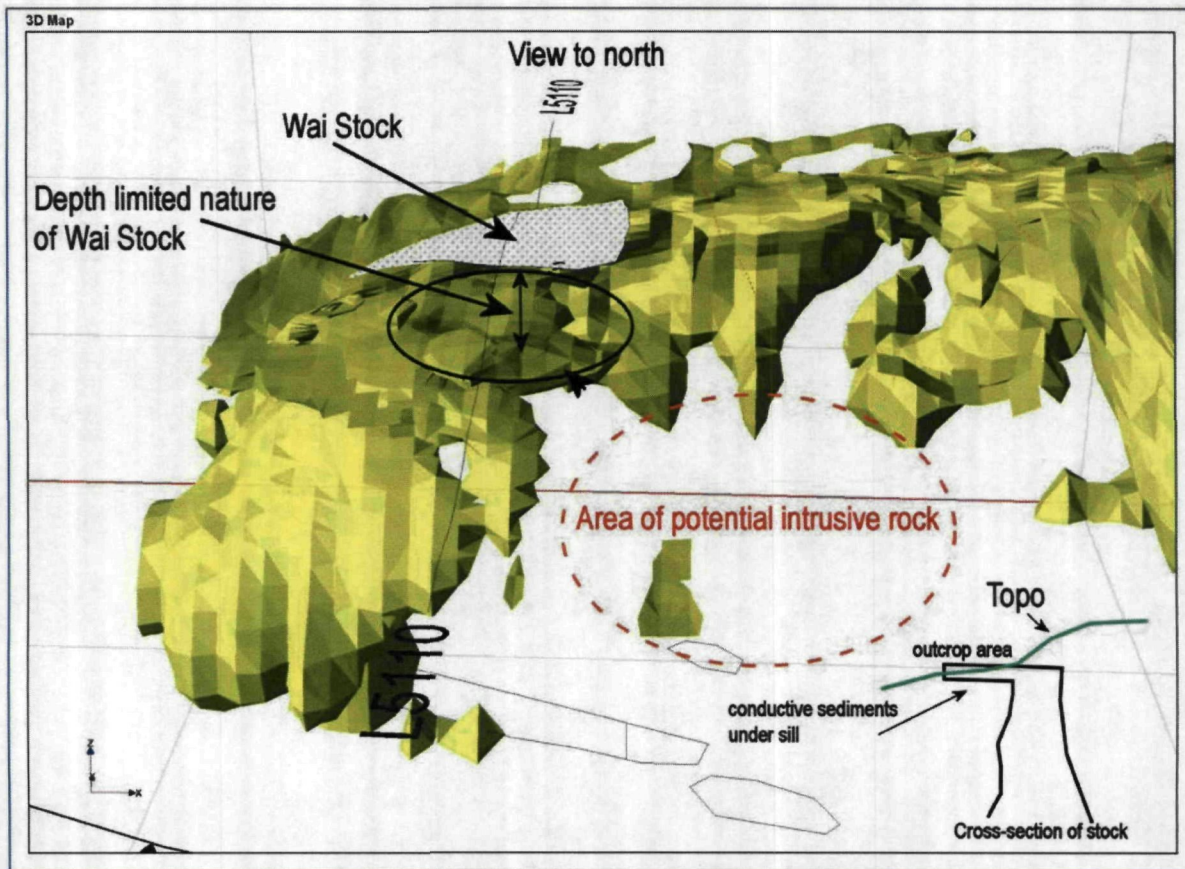 3D Map
View to north
L5110
Wai Stock
Depth limited nature
of Wai Stock
Area of potential intrusive rock
L5110
Topo
outcrop area
conductive sediments
under sill
Cross-section of stock
Z
X